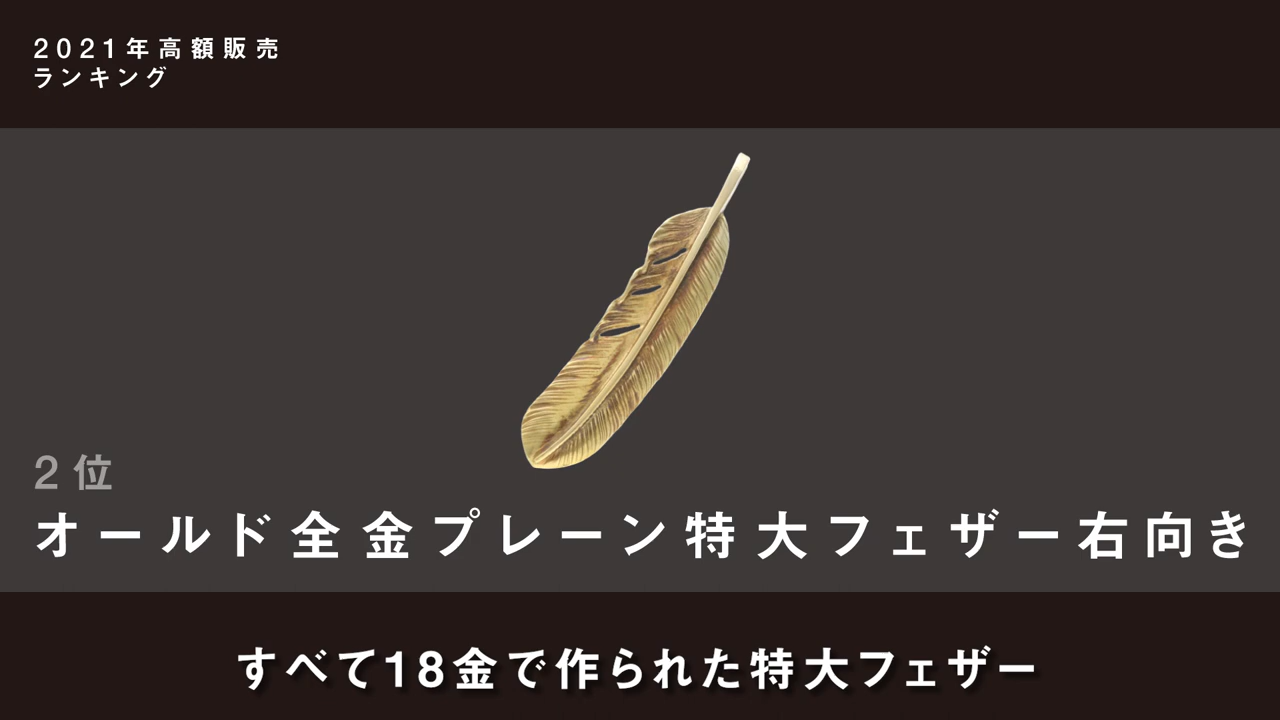 2021年高額販売
ランキング
2位
オールド全金プレーン特大フェザー右向き
すべて18金で作られた特大フェザー